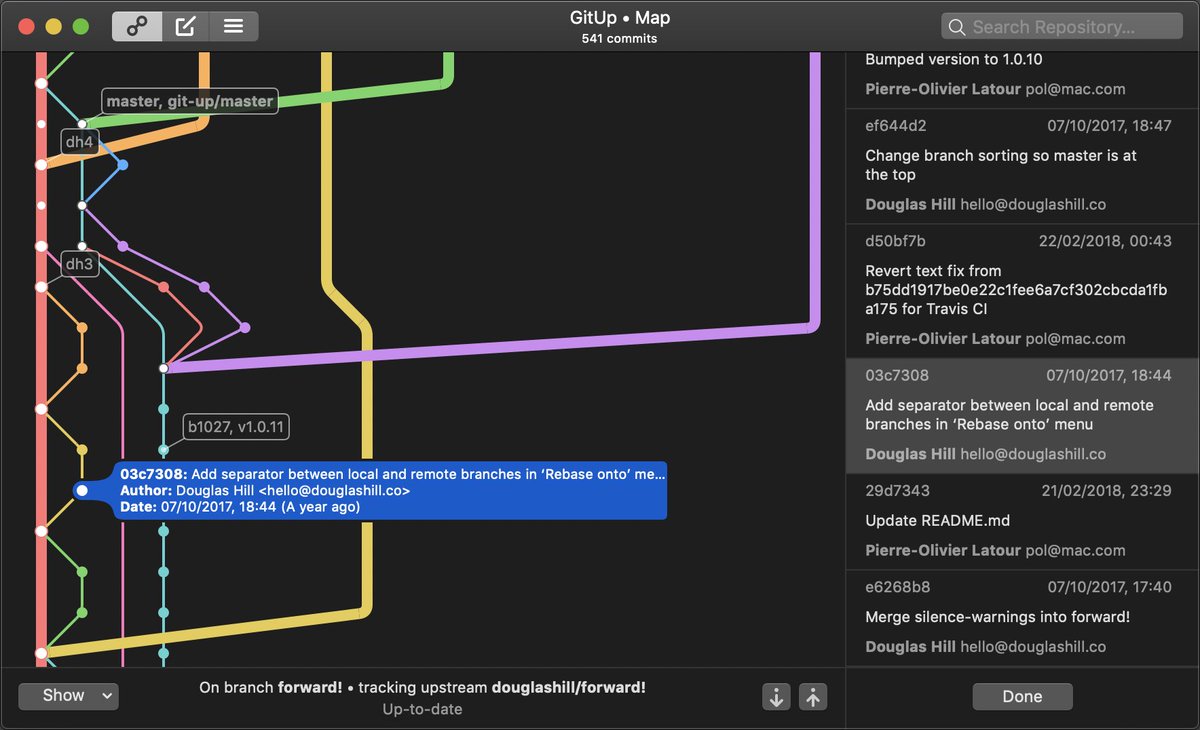 GitUp • Map
541 commits
Search Repository...
master, git-up/master
dh4
dh3
b1027, v1.0.11
03c7308: Add separator between local and remote branches in ‘Rebase onto’ me...
Author: Douglas Hill <hello@douglashill.co>
Date: 07/10/2017, 18:44 (A year ago)
Show
On branch forward! • tracking upstream douglashill/forward!
Up-to-date
Bumped version to 1.0.10
Pierre-Olivier Latour pol@mac.com
ef644d2 07/10/2017, 18:47
Change branch sorting so master is at
the top
Douglas Hill hello@douglashill.co
d50bf7b 22/02/2018, 00:43
Revert text fix from
b75dd1917be0e22c1fee6a7cf302cbcda1fb
a175 for Travis CI
Pierre-Olivier Latour pol@mac.com
03c7308 07/10/2017, 18:44
Add separator between local and remote
branches in ‘Rebase onto’ menu
Douglas Hill hello@douglashill.co
29d7343 21/02/2018, 23:29
Update README.md
Pierre-Olivier Latour pol@mac.com
e6268b8 07/10/2017, 17:40
Merge silence-warnings into forward!
Douglas Hill hello@douglashill.co
Done